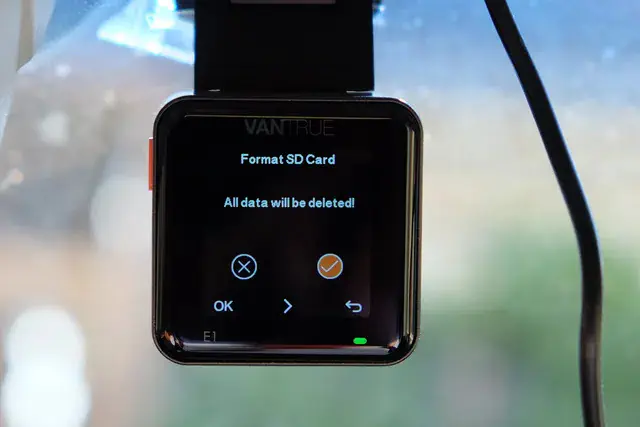 VANTRUE
Format SD Card
All data will be deleted!
OK
E1